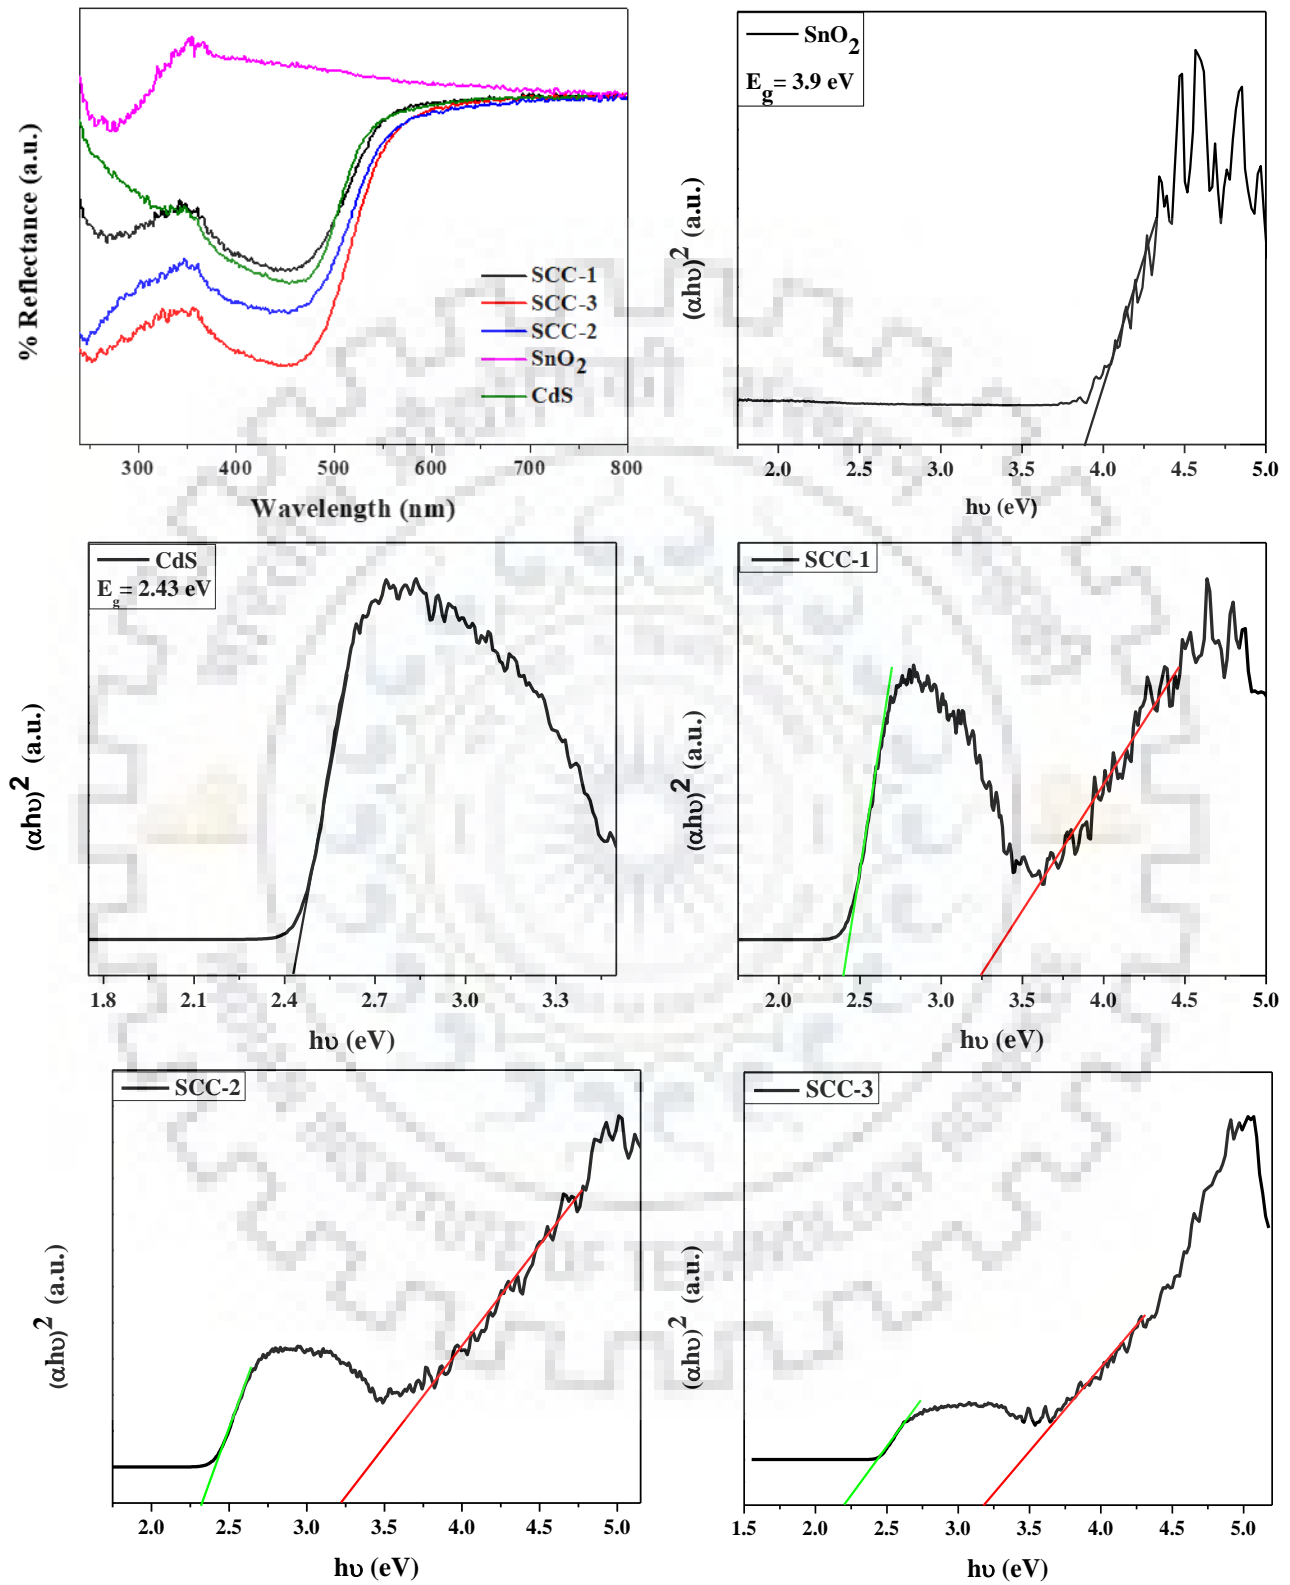 % Reflectance (a.u.)
SCC-1
SCC-3
SCC-2
SnO2
CdS
300 400 500 600 700 800
Wavelength (nm)
SnO2
Eg= 3.9 eV
(αhυ)2 (a.u.)
2.0 2.5 3.0 3.5 4.0 4.5 5.0
hυ (eV)
CdS
Eg= 2.43 eV
(αhυ)2 (a.u.)
1.8 2.1 2.4 2.7 3.0 3.3
hυ (eV)
SCC-1
(αhυ)2 (a.u.)
2.0 2.5 3.0 3.5 4.0 4.5 5.0
hυ (eV)
SCC-2
(αhυ)2 (a.u.)
2.0 2.5 3.0 3.5 4.0 4.5 5.0
hυ (eV)
SCC-3
(αhυ)2 (a.u.)
1.5 2.0 2.5 3.0 3.5 4.0 4.5 5.0
hυ (eV)